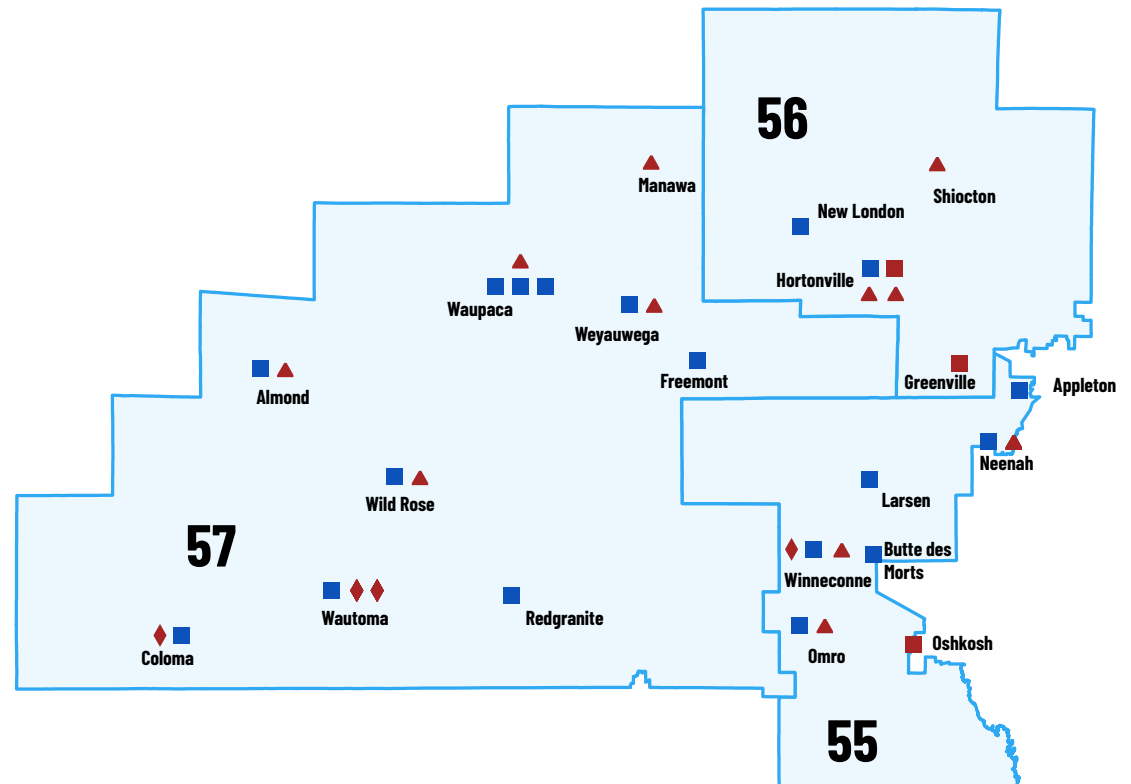 56
Manawa
Shiocton
New London
Hortonville
Waupaca
Weyauwega
Freemont
Greenville
Appleton
Almond
Neenah
Wild Rose
Larsen
57
Butte des
Morts
Winneconne
Wautoma
Redgranite
Oshkosh
Omro
Coloma
55